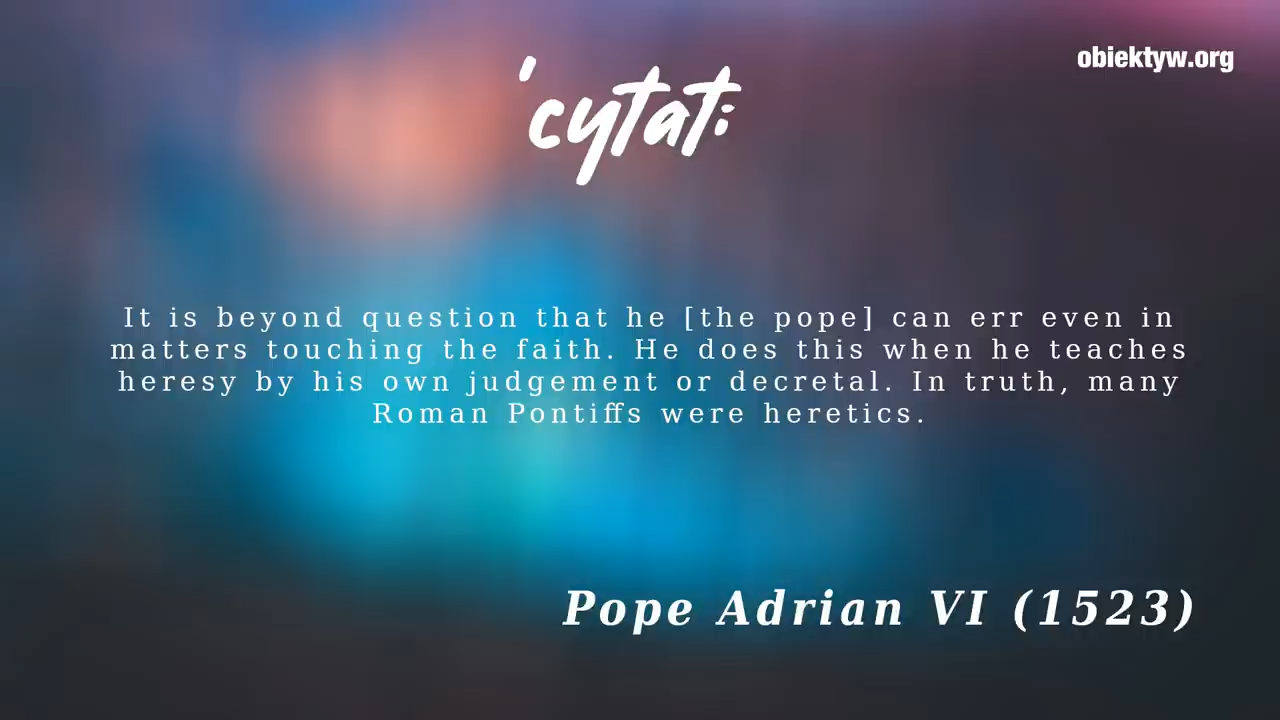 obiektyw.org
'cytat:
It is beyond question that he [the pope] can err even in
matters touching the faith. He does this when he teaches
heresy by his own judgement or decretal. In truth, many
Roman Pontiffs were heretics.
Pope Adrian VI (1523)